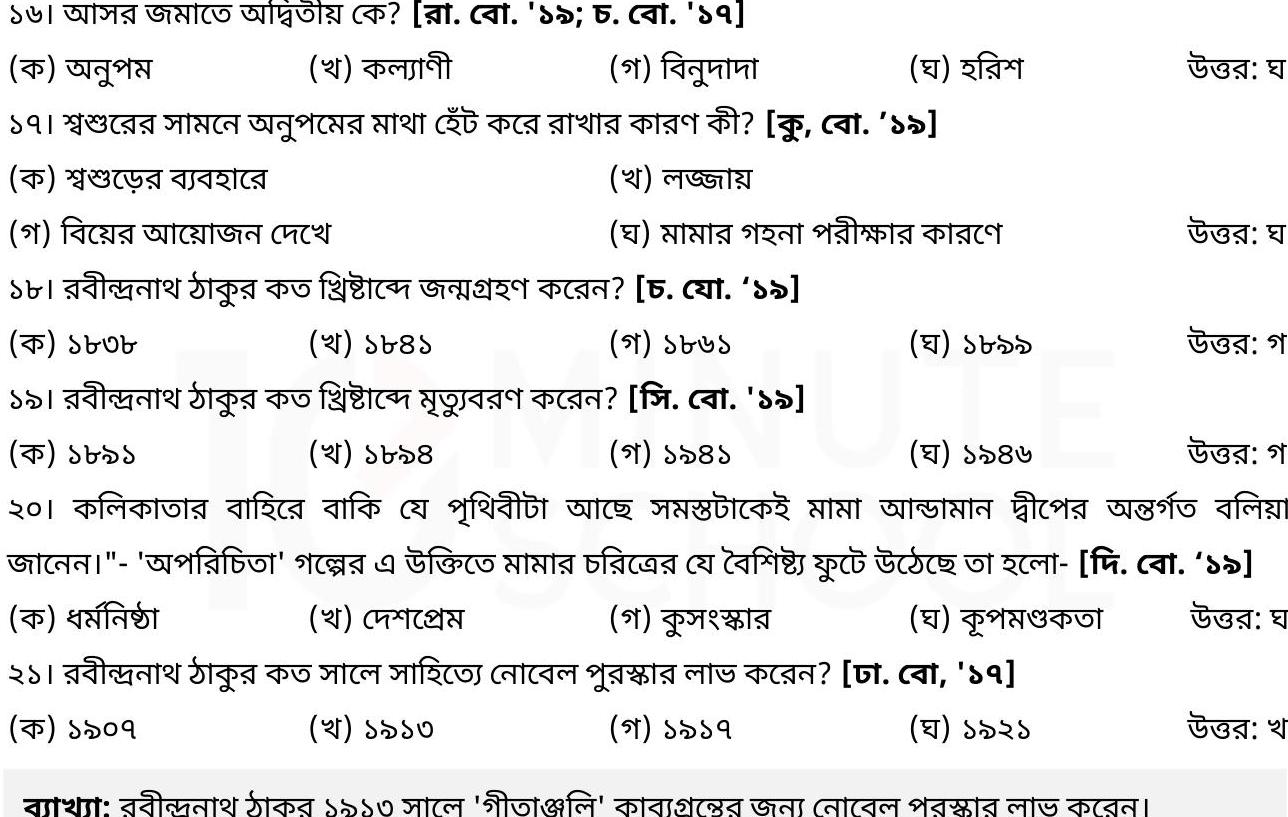 ১৬। আসর জমাতে অদ্বিতীয় কে? [রা. বো. '১৯; চ. বো. '১৭]
(ক) অনুপম (খ) কল্যাণী (গ) বিনুদাদা (ঘ) হরিশ উত্তর: ঘ
১৭। শ্বশুরের সামনে অনুপমের মাথা হেঁট করে রাখার কারণ কী? [কু, বো. ’১৯]
(ক) শ্বশুড়ের ব্যবহারে (খ) লজ্জায়
(গ) বিয়ের আয়োজন দেখে (ঘ) মামার গহনা পরীক্ষার কারণে উত্তর: ঘ
১৮। রবীন্দ্রনাথ ঠাকুর কত খ্রিষ্টাব্দে জন্মগ্রহণ করেন? [চ. যো. ‘১৯]
(ক) ১৮৩৮ (খ) ১৮৪১ (গ) ১৮৬১ (ঘ) ১৮৯৯ উত্তর: গ
১৯। রবীন্দ্রনাথ ঠাকুর কত খ্রিষ্টাব্দে মৃত্যুবরণ করেন? [সি. বো. '১৯]
(ক) ১৮৯১ (খ) ১৮৯৪ (গ) ১৯৪১ (ঘ) ১৯৪৬ উত্তর: গ
২০। কলিকাতার বাহিরে বাকি যে পৃথিবীটা আছে সমস্তটাকেই মামা আন্ডামান দ্বীপের অন্তর্গত বলিয়া
জানেন।"- 'অপরিচিতা' গল্পের এ উক্তিতে মামার চরিত্রের যে বৈশিষ্ট্য ফুটে উঠেছে তা হলো- [দি. বো. ‘১৯]
(ক) ধর্মনিষ্ঠা (খ) দেশপ্রেম (গ) কুসংস্কার (ঘ) কূপমণ্ডকতা উত্তর: ঘ
২১। রবীন্দ্রনাথ ঠাকুর কত সালে সাহিত্যে নোবেল পুরস্কার লাভ করেন? [ঢা. বো, '১৭]
(ক) ১৯০৭ (খ) ১৯১৩ (গ) ১৯১৭ (ঘ) ১৯২১ উত্তর: খ
ব্যাখ্যা: রবীন্দ্রনাথ ঠাকুর ১৯১৩ সালে 'গীতাঞ্জলি' কাব্যগ্রন্থের জন্য নোবেল পুরস্কার লাভ করেন।
10 MINUTE
SCHOOL